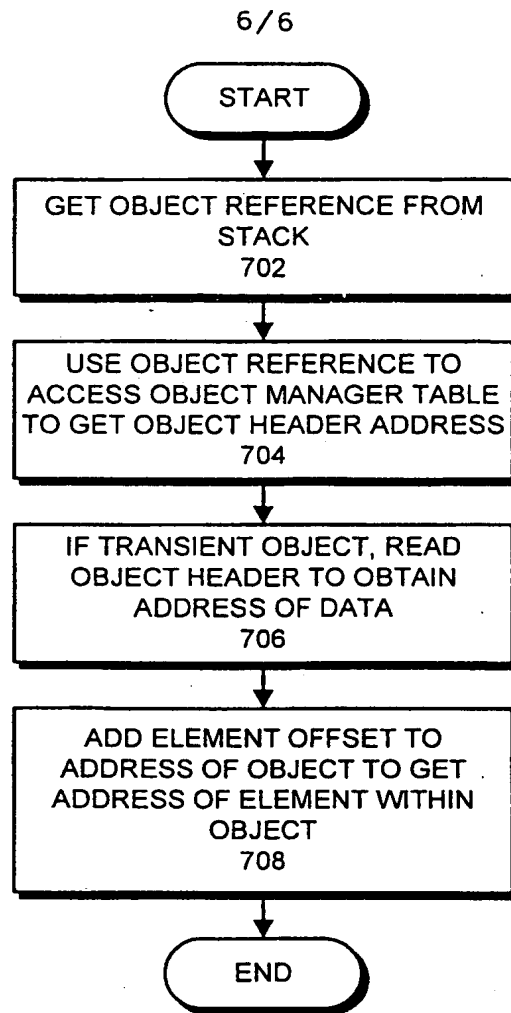 6/6
START
GET OBJECT REFERENCE FROM
STACK
702
USE OBJECT REFERENCE TO
ACCESS OBJECT MANAGER TABLE
TO GET OBJECT HEADER ADDRESS
704
IF TRANSIENT OBJECT, READ
OBJECT HEADER TO OBTAIN
ADDRESS OF DATA
706
ADD ELEMENT OFFSET TO
ADDRESS OF OBJECT TO GET
ADDRESS OF ELEMENT WITHIN
OBJECT
708
END